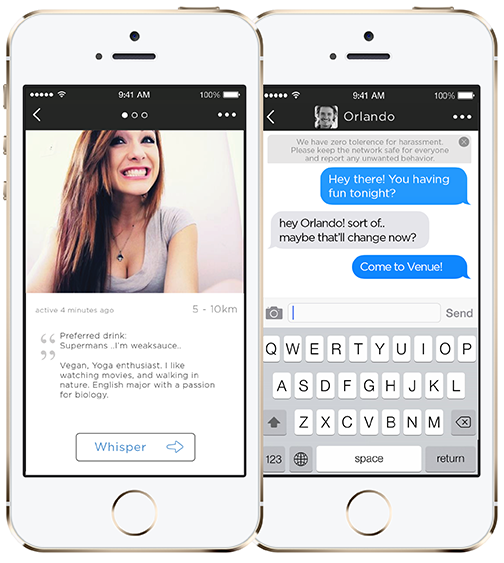 9:41 AM
100%
active 4 minutes ago
5 - 10km
Preferred drink:
Supermans ..I'm weaksauce..
Vegan, Yoga enthusiast. I like
watching movies, and walking in
nature. English major with a passion
for biology.
Whisper
9:41 AM
100%
Orlando
We have zero tolerence for harassment.
Please keep the network safe for everyone
and report any unwanted behavior.
Hey there! You having
fun tonight?
hey Orlando! sort of..
maybe that'll change now?
Come to Venue!
Send
Q W E R T Y U I O P
A S D F G H J K L
Z X C V B N M
123 space return